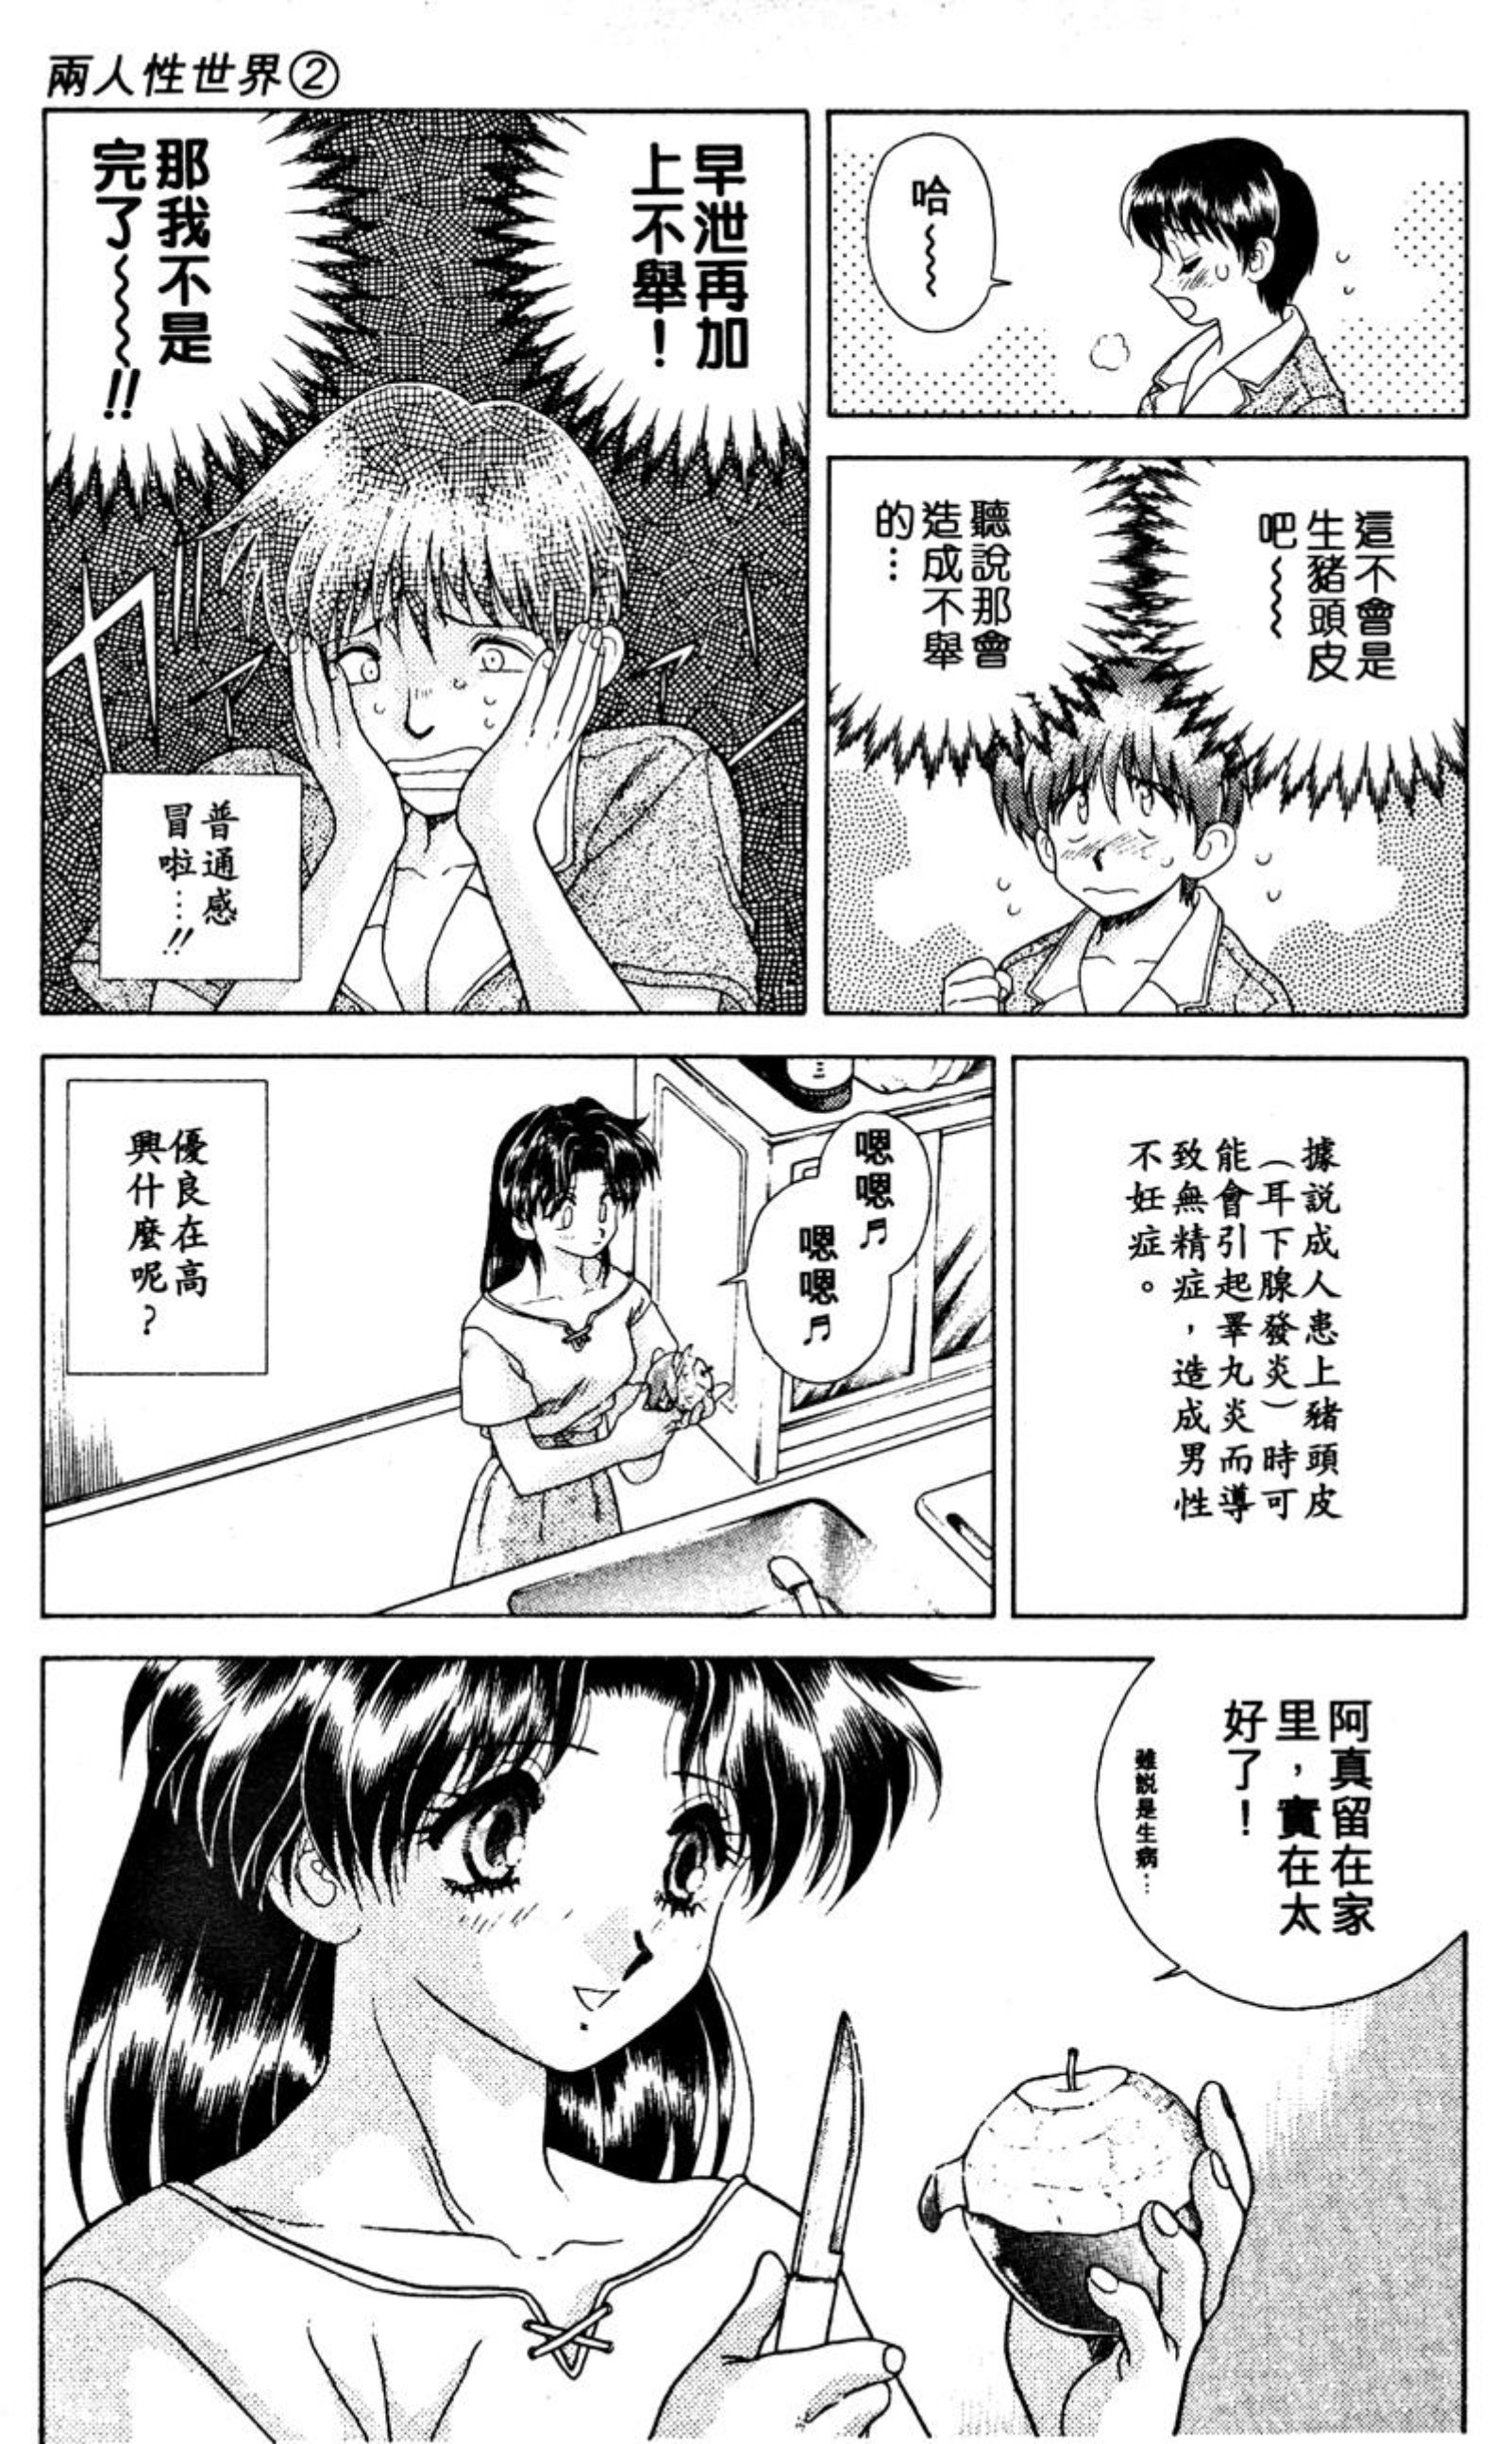 兩人性世界②
哈～～～
這不會是
生豬頭皮
吧～～～
聽說那會
造成不舉
的…
早泄再加
上不舉！
那我不是
完了～～～!!
普通感
冒啦…!!
據説成人患上豬頭皮
（耳下腺發炎）時可
能會引起睪丸炎而導
致無精症，造成男性
不妊症。
嗯嗯♬
嗯嗯♬
優良在高
興什麼呢？
阿真留在家
里，實在太
好了！
雖説是生病…